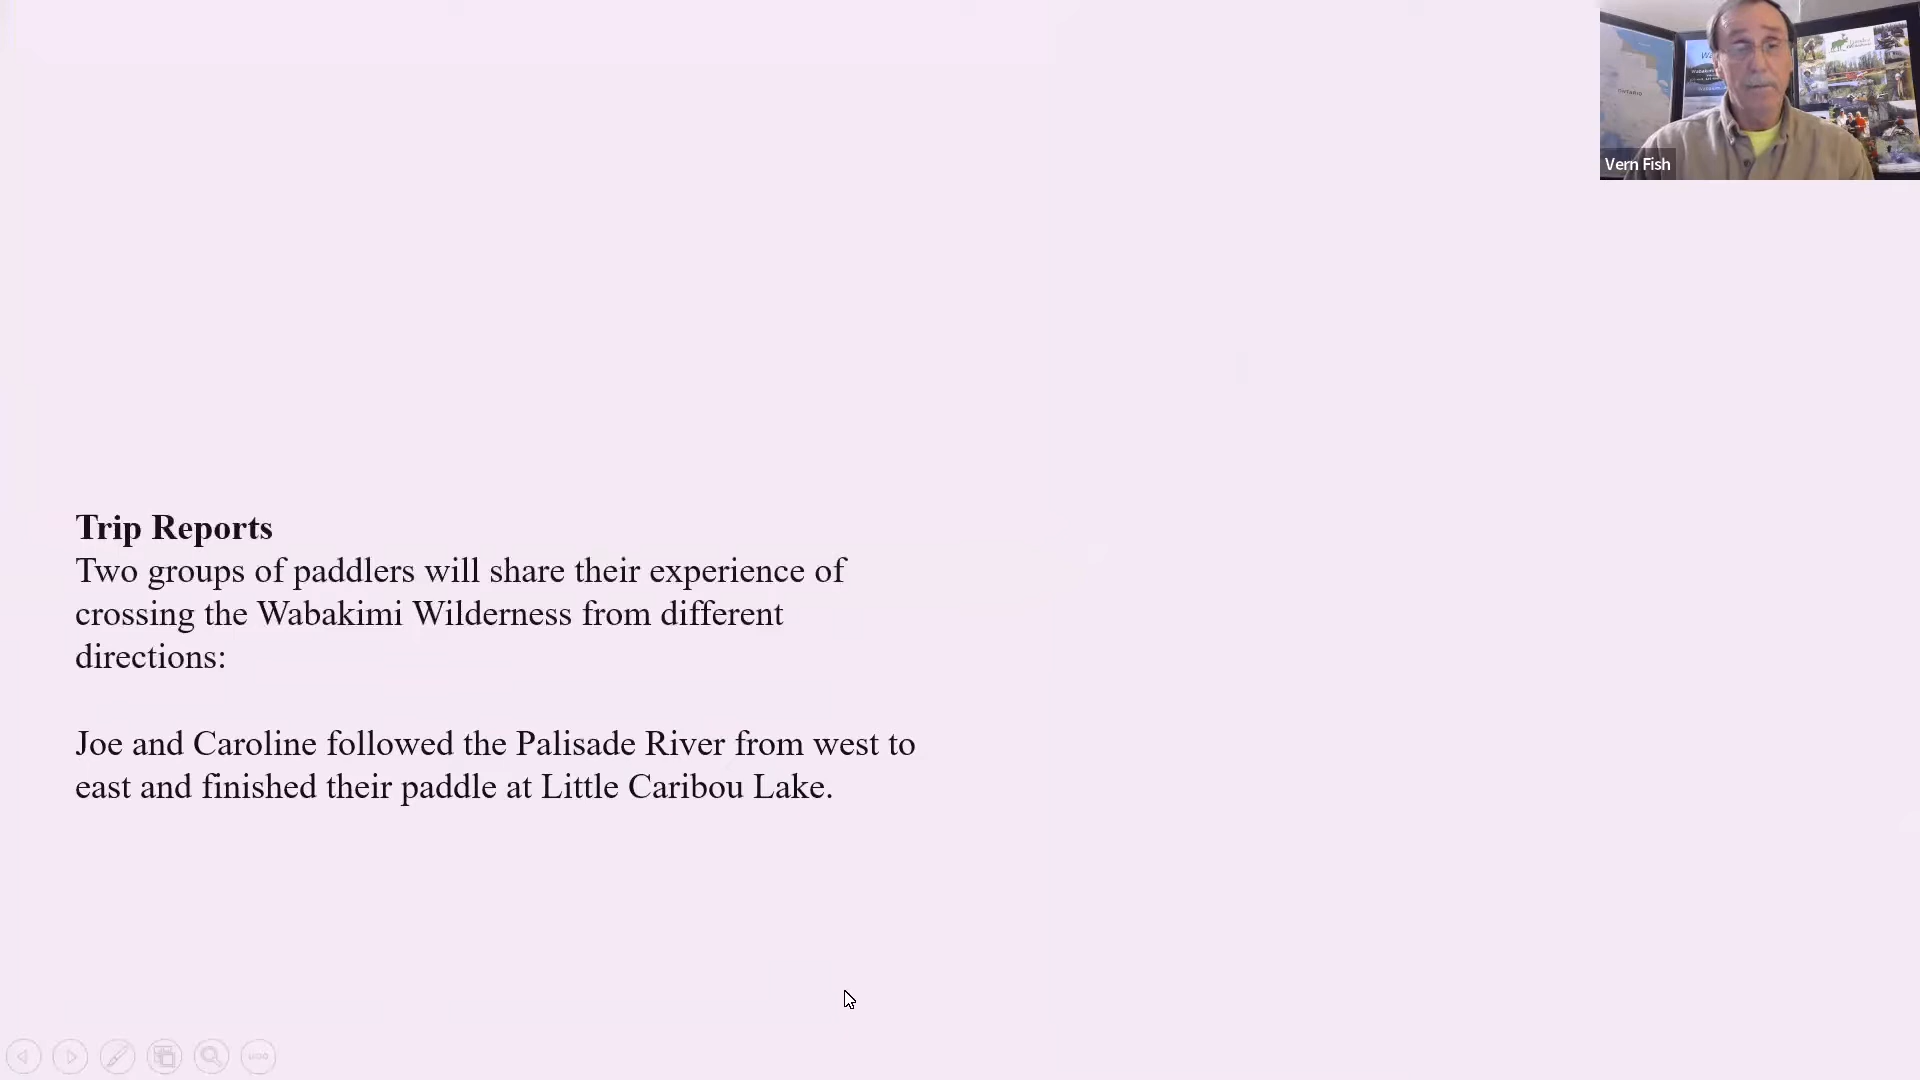 Vern Fish
Trip Reports
Two groups of paddlers will share their experience of
crossing the Wabakimi Wilderness from different
directions:
Joe and Caroline followed the Palisade River from west to
east and finished their paddle at Little Caribou Lake.